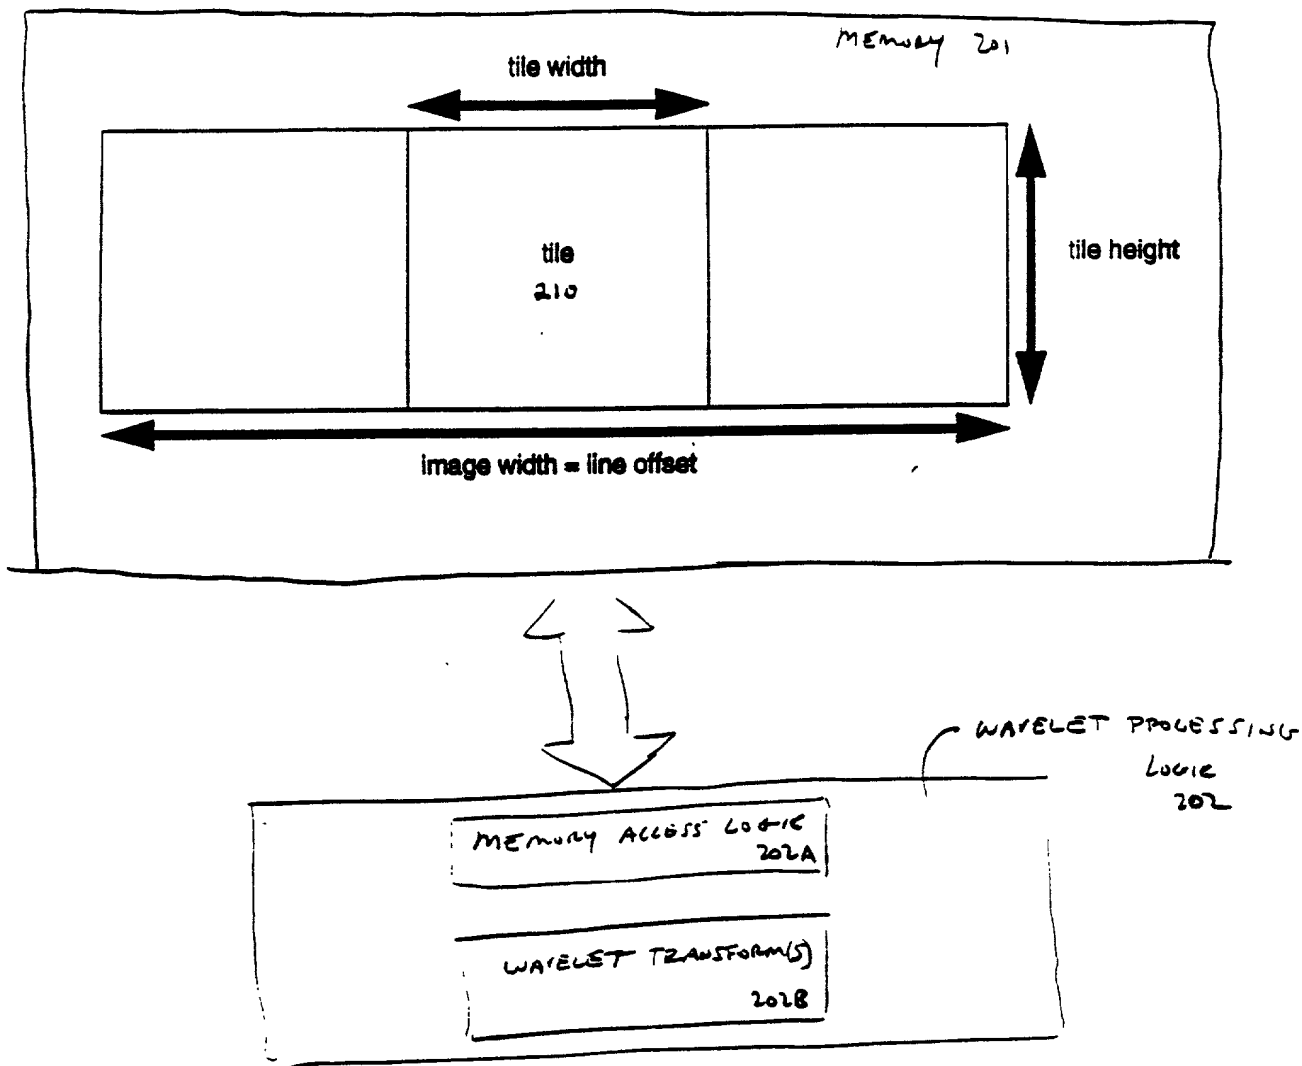 MEMORY 201
tile width
tile
210
tile height
image width = line offset
WAVELET PROCESSING
LOGIC
202
MEMORY ACCESS LOGIC
202A
WAVELET TRANSFORM(S)
202B